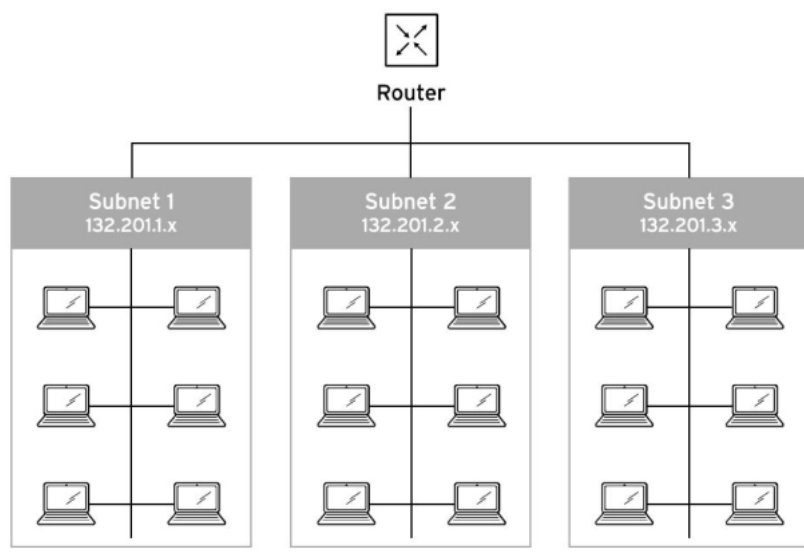 Router
Subnet 1
132.201.1.x
Subnet 2
132.201.2.x
Subnet 3
132.201.3.x